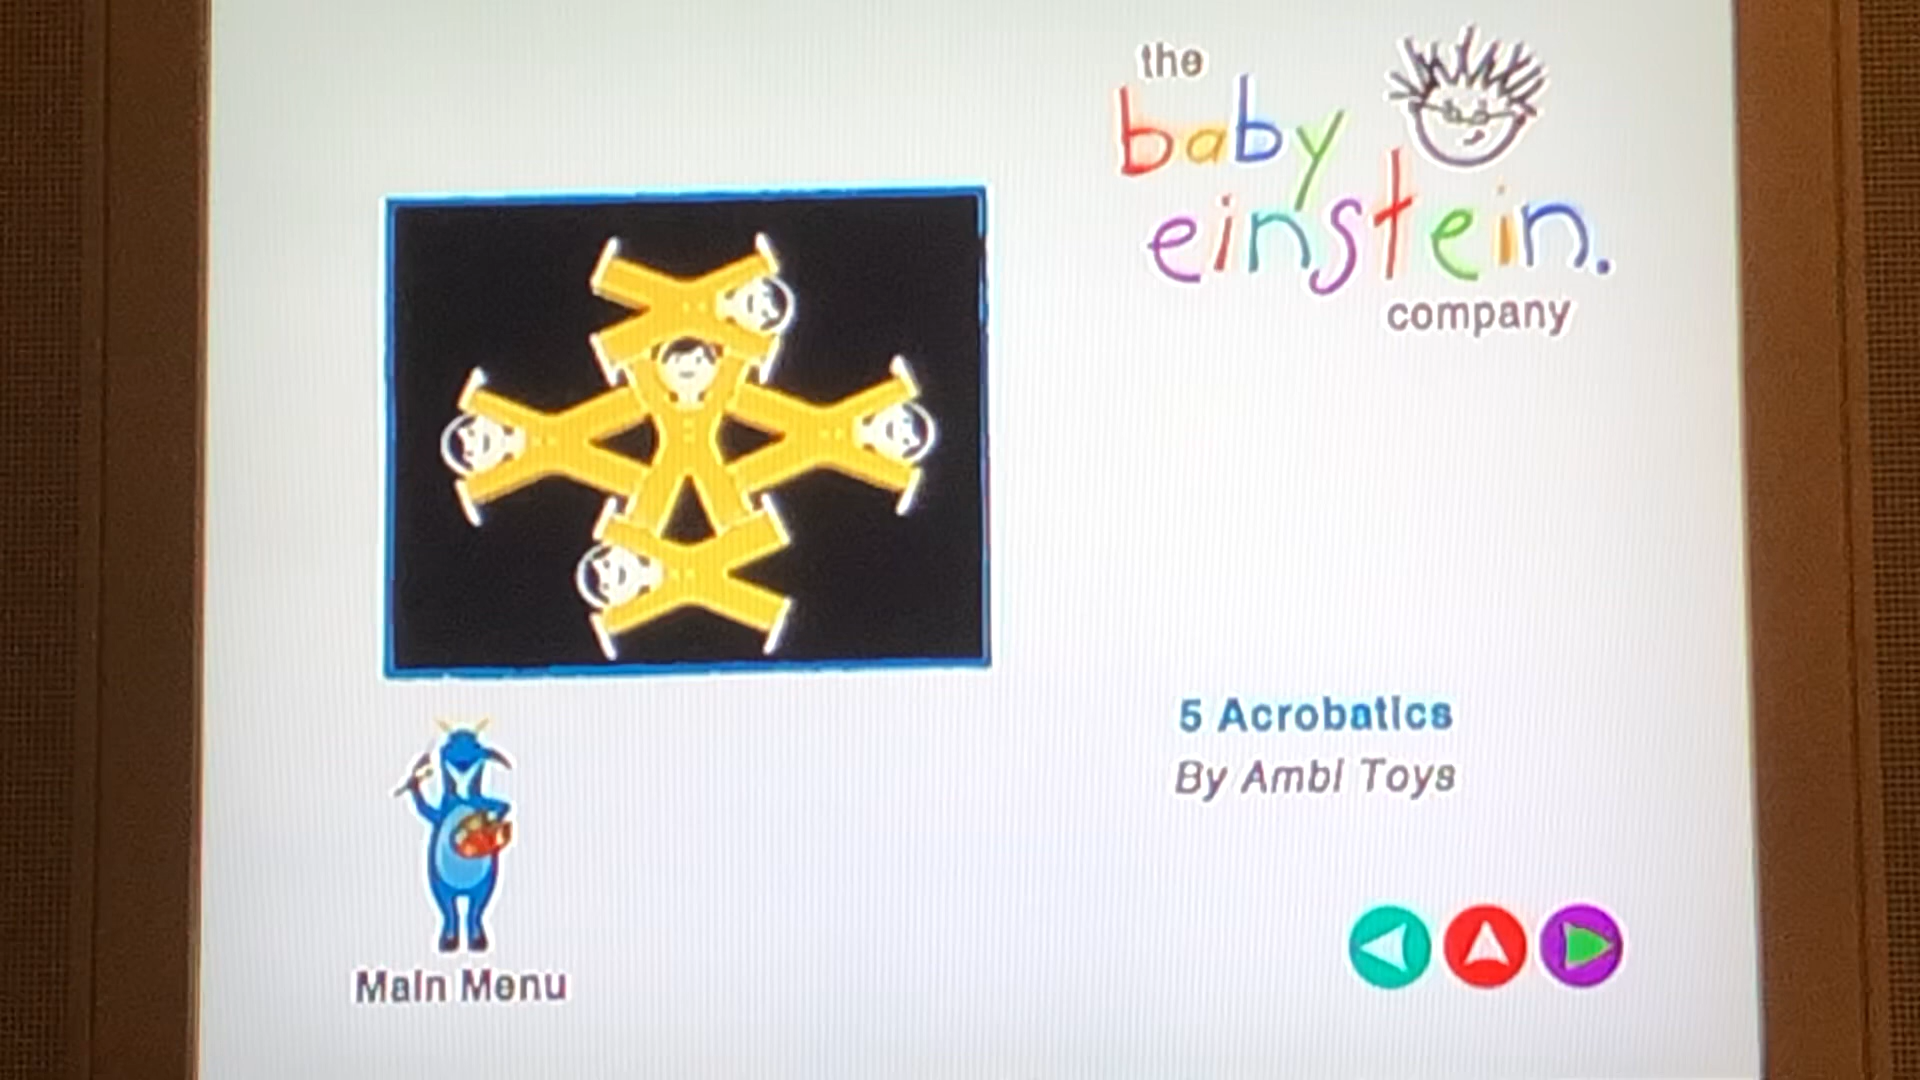 the
baby
einstein.
company
5 Acrobatics
By Ambi Toys
Main Menu